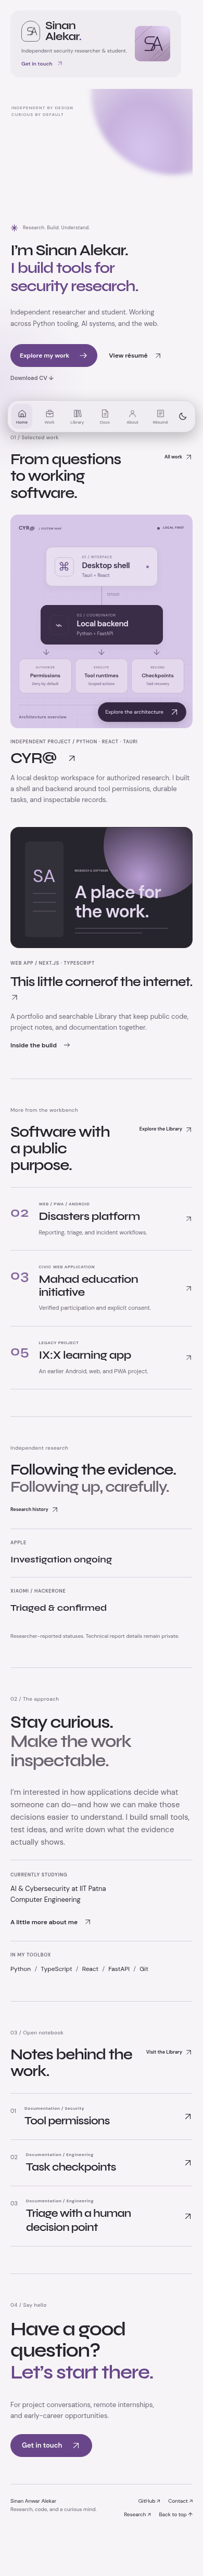 SA
Sinan
Alekar.
Independent security researcher & student.
Get in touch
SA
INDEPENDENT BY DESIGN
CURIOUS BY DEFAULT
Research. Build. Understand.
I'm Sinan Alekar.
I build tools for
security research.
Independent researcher and student. Working
across Python tooling, AI systems, and the web.
Explore my work →
View résumé ↗
Download CV ↓
Home Work Library Docs About Résumé
01 / Selected work
From questions
to working
software.
All work ↗
CYR@
LOCAL FIRST
01 / INTERFACE
Desktop shell
Tauri + React
02 / COORDINATION
Local backend
Python + FastAPI
AUTHORIZE
Permissions
Deny by default
EXECUTE
Tool runtimes
Scoped actions
RECORD
Checkpoints
Task recovery
Architecture overview
Explore the architecture ↗
INDEPENDENT PROJECT / PYTHON · REACT · TAURI
CYR@ ↗
A local desktop workspace for authorized research. I built
a shell and backend around tool permissions, durable
tasks, and inspectable records.
SA
A place for
the work.
WEB APP / NEXT.JS · TYPESCRIPT
This little corner of the internet.
↗
A portfolio and searchable Library that keep public code,
project notes, and documentation together.
Inside the build →
More from the workbench
Software with
a public
purpose.
Explore the Library ↗
WEB / PWA / ANDROID
02 Disasters platform ↗
Reporting, triage, and incident workflows.
CIVIC WEB APPLICATION
03 Mahad education
initiative ↗
Verified participation and explicit consent.
LEGACY PROJECT
05 IX:X learning app ↗
An earlier Android, web, and PWA project.
Independent research
Following the evidence.
Following up, carefully.
Research history ↗
APPLE
Investigation ongoing
XIAOMI / HACKERONE
Triaged & confirmed
Researcher-reported statuses. Technical report details remain private.
02 / The approach
Stay curious.
Make the work
inspectable.
I'm interested in how applications decide what
someone can do—and how we can make those
decisions easier to understand. I build small tools,
test ideas, and write down what the evidence
actually shows.
CURRENTLY STUDYING
AI & Cybersecurity at IIT Patna
Computer Engineering
A little more about me ↗
IN MY TOOLBOX
Python / TypeScript / React / FastAPI / Git
03 / Open notebook
Notes behind the
work.
Visit the Library ↗
Documentation / Security
01 Tool permissions ↗
Documentation / Engineering
02 Task checkpoints ↗
Documentation / Engineering
03 Triage with a human
decision point ↗
04 / Say hello
Have a good
question?
Let's start there.
For project conversations, remote internships,
and early-career opportunities.
Get in touch ↗
Sinan Anwar Alekar
Research, code, and a curious mind.
GitHub ↗ Contact ↗
Research ↗ Back to top ↑